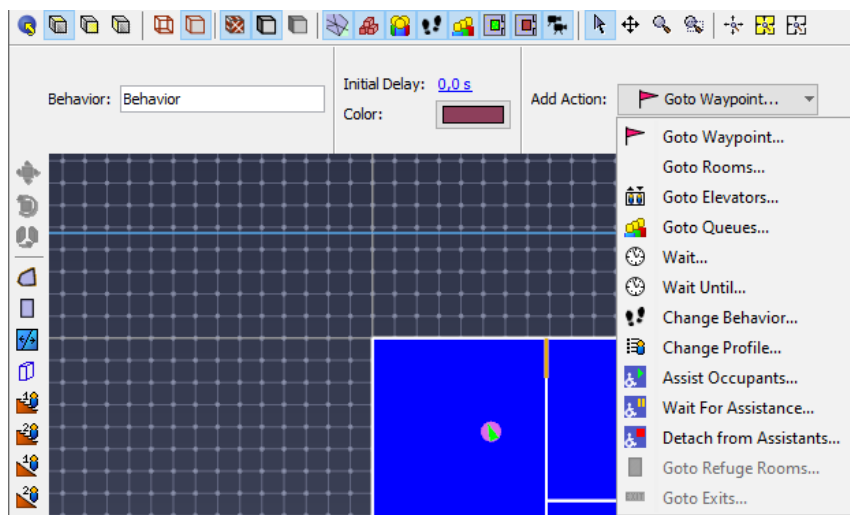 Behavior: Behavior
Initial Delay: 0,0 s
Color:
Add Action: Goto Waypoint...
Goto Waypoint...
Goto Rooms...
Goto Elevators...
Goto Queues...
Wait...
Wait Until...
Change Behavior...
Change Profile...
Assist Occupants...
Wait For Assistance...
Detach from Assistants...
Goto Refuge Rooms...
Goto Exits...